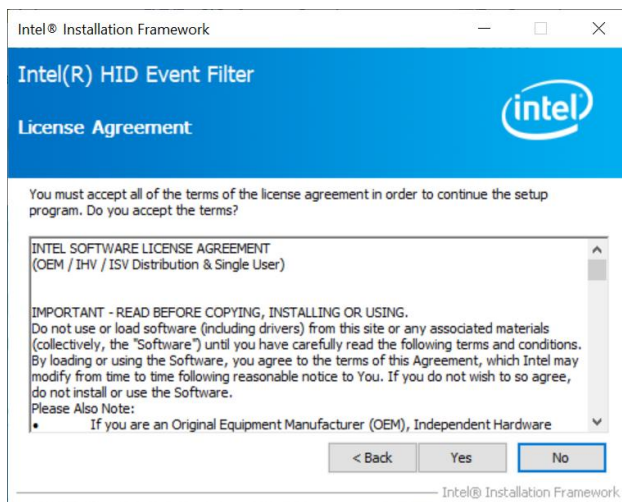 Intel® Installation Framework
Intel(R) HID Event Filter
intel
License Agreement
You must accept all of the terms of the license agreement in order to continue the setup
program. Do you accept the terms?
INTEL SOFTWARE LICENSE AGREEMENT
(OEM / IHV / ISV Distribution & Single User)
IMPORTANT - READ BEFORE COPYING, INSTALLING OR USING.
Do not use or load software (including drivers) from this site or any associated materials
(collectively, the "Software") until you have carefully read the following terms and conditions.
By loading or using the Software, you agree to the terms of this Agreement, which Intel may
modify from time to time following reasonable notice to You. If you do not wish to so agree,
do not install or use the Software.
Please Also Note:
• If you are an Original Equipment Manufacturer (OEM), Independent Hardware
< Back Yes No
Intel® Installation Framework